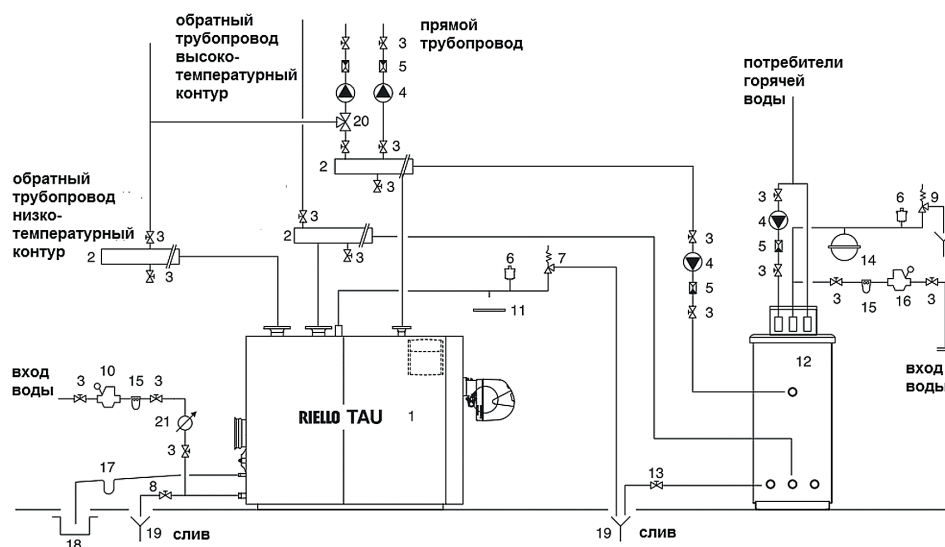 обратный
трубопровод
высоко-
температурный
контур
прямой
трубопровод
3
3
5
5
4
4
20
потребители
горячей
воды
3
3
2
3
обратный
трубопровод
низко-
температурный
контур
3
2
3
3
2
3
3
4
5
3
3
4
5
3
6
9
14
3
15
16
3
6
7
11
12
вход
воды
вход
воды
3
10
15
3
21
3
RIELLO TAU
1
17
8
13
18
19
слив
19
слив